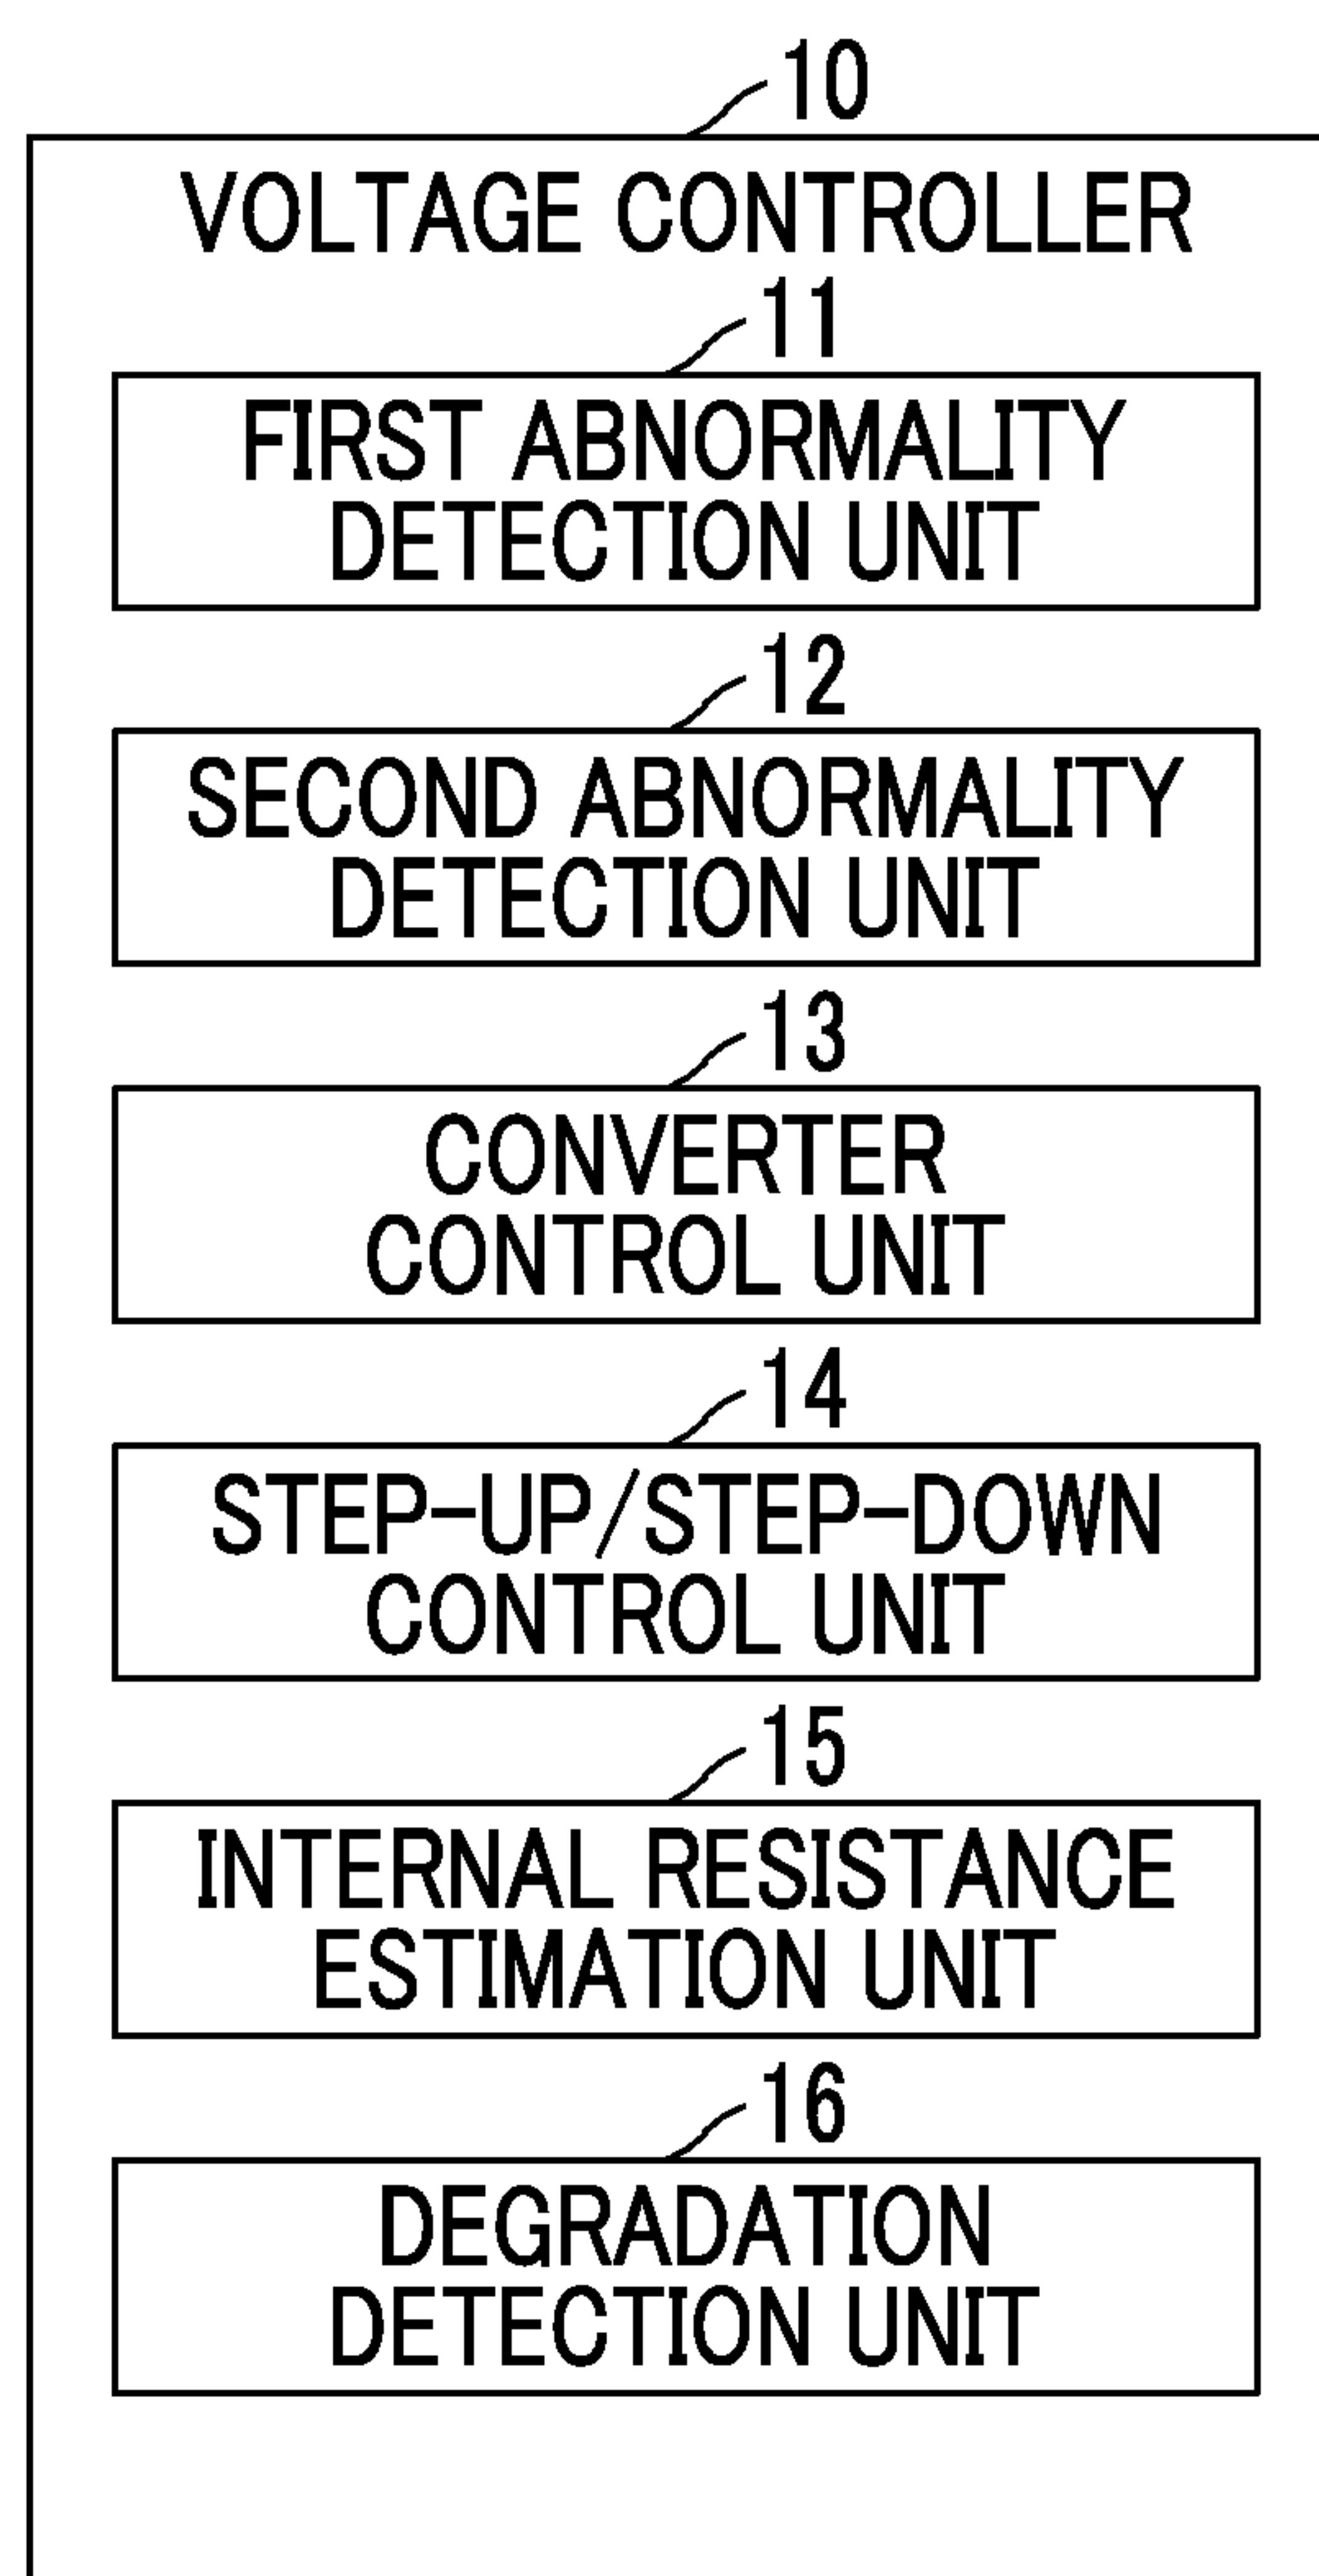 10
VOLTAGE CONTROLLER
11
FIRST ABNORMALITY
DETECTION UNIT
12
SECOND ABNORMALITY
DETECTION UNIT
13
CONVERTER
CONTROL UNIT
14
STEP-UP/STEP-DOWN
CONTROL UNIT
15
INTERNAL RESISTANCE
ESTIMATION UNIT
16
DEGRADATION
DETECTION UNIT